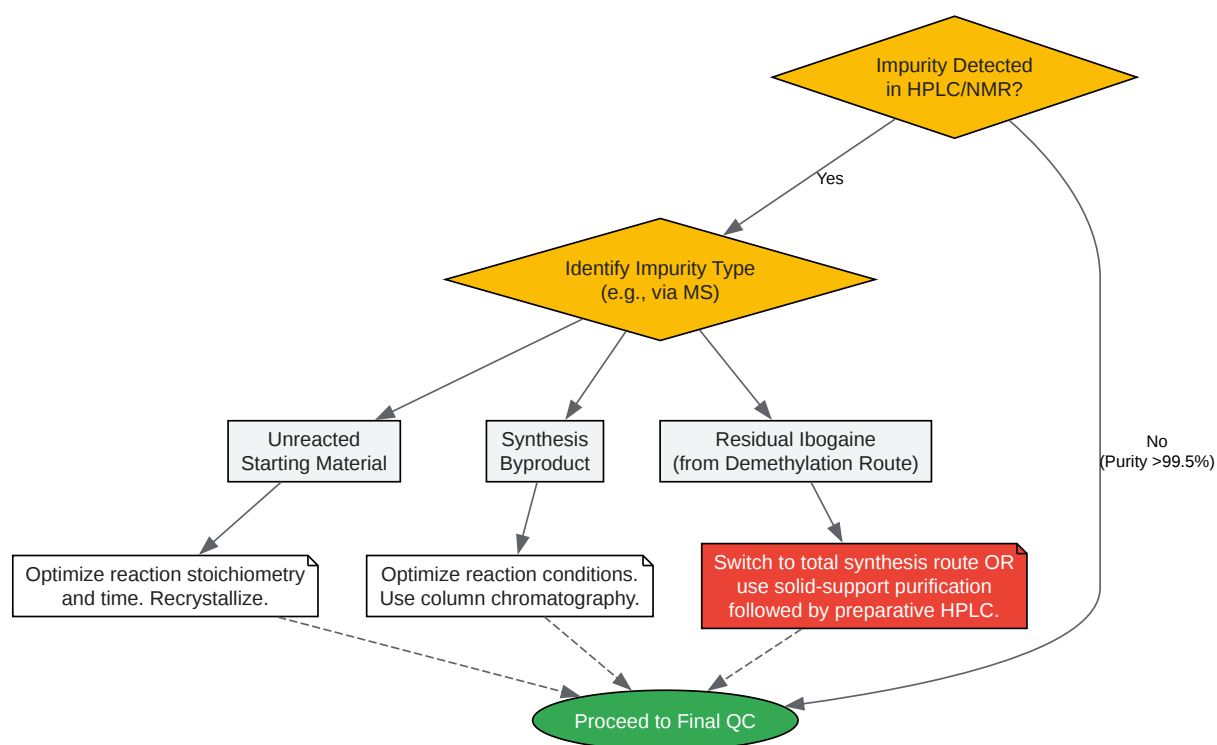 Impurity Detected
in HPLC/NMR?
Yes
Identify Impurity Type
(e.g., via MS)
Unreacted
Starting Material
Synthesis
Byproduct
Residual Ibogaine
(from Demethylation Route)
No
(Purity >99.5%)
Optimize reaction stoichiometry
and time. Recrystallize.
Optimize reaction conditions.
Use column chromatography.
Switch to total synthesis route OR
use solid-support purification
followed by preparative HPLC.
Proceed to Final QC